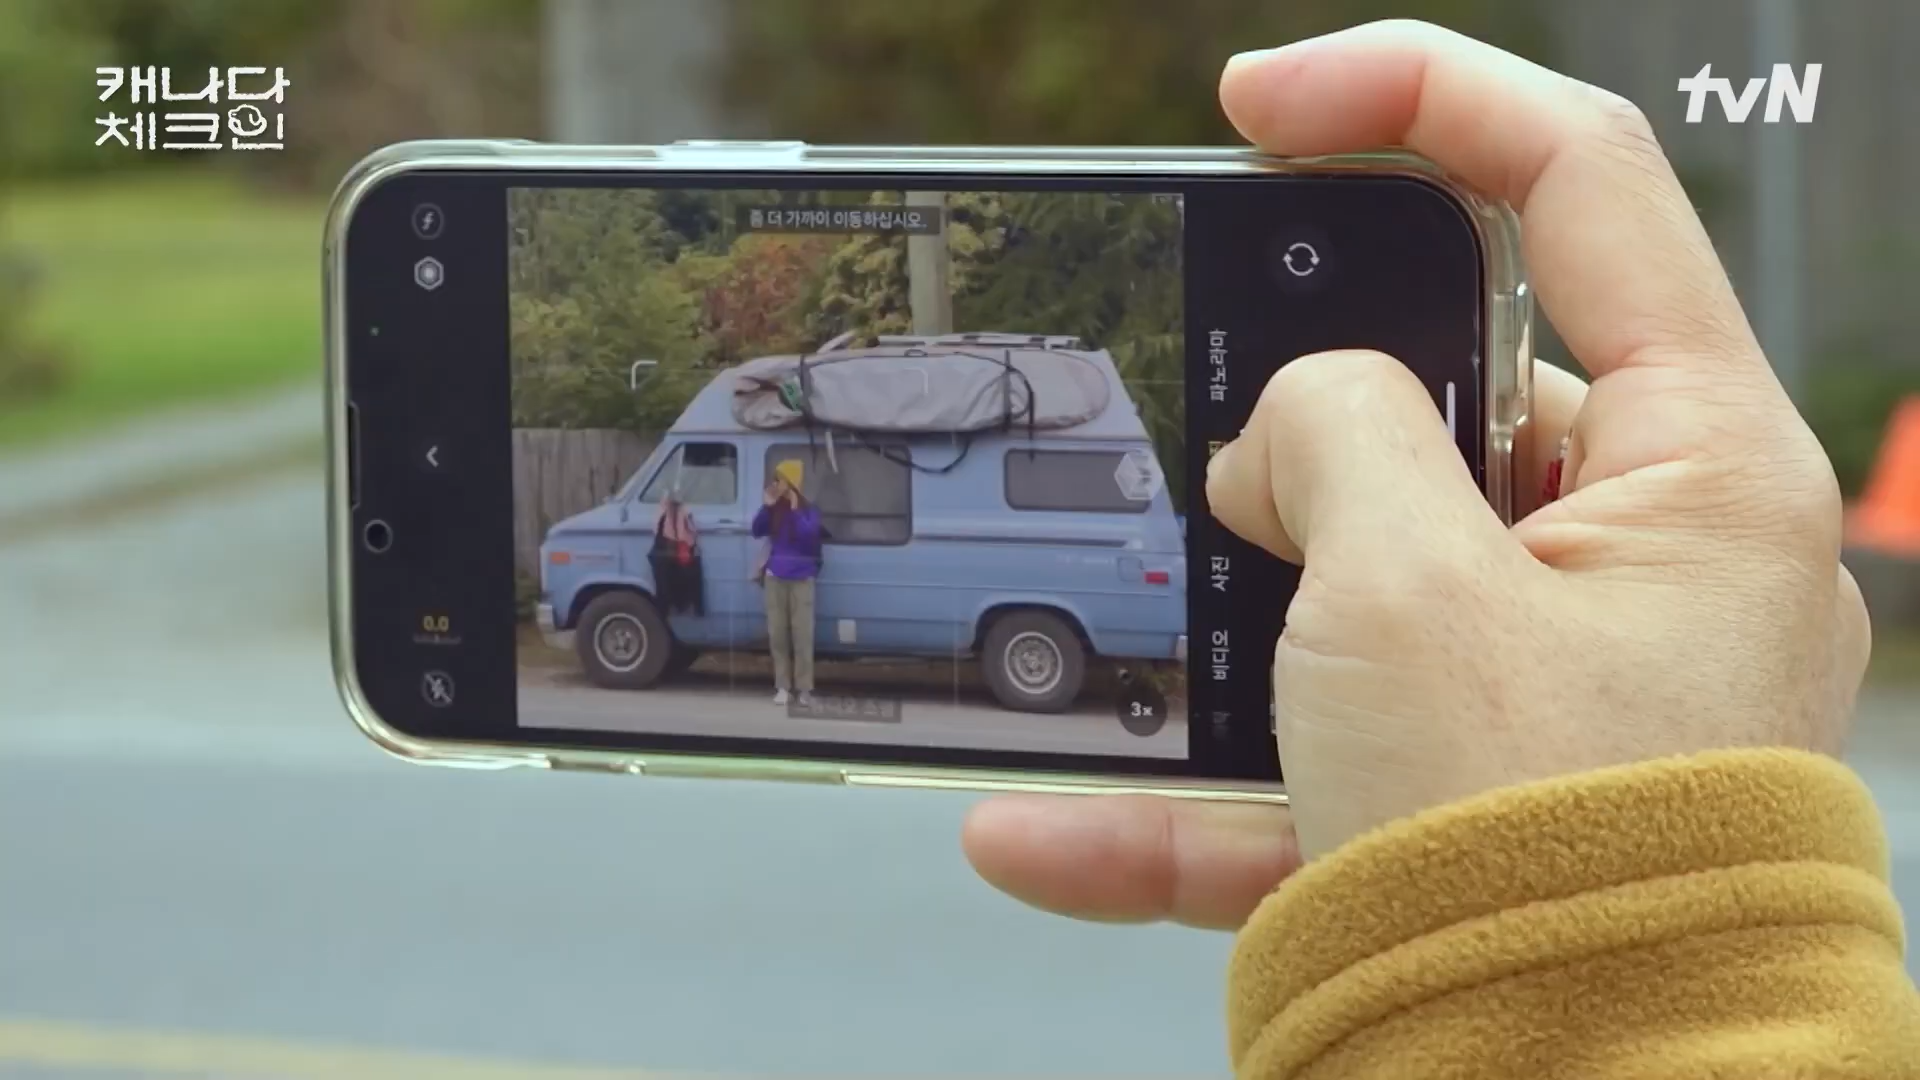 캐나다
체크인
tvN
좀 더 가까이 이동하십시오.
파노라마
사진
비디오
0.0
3×